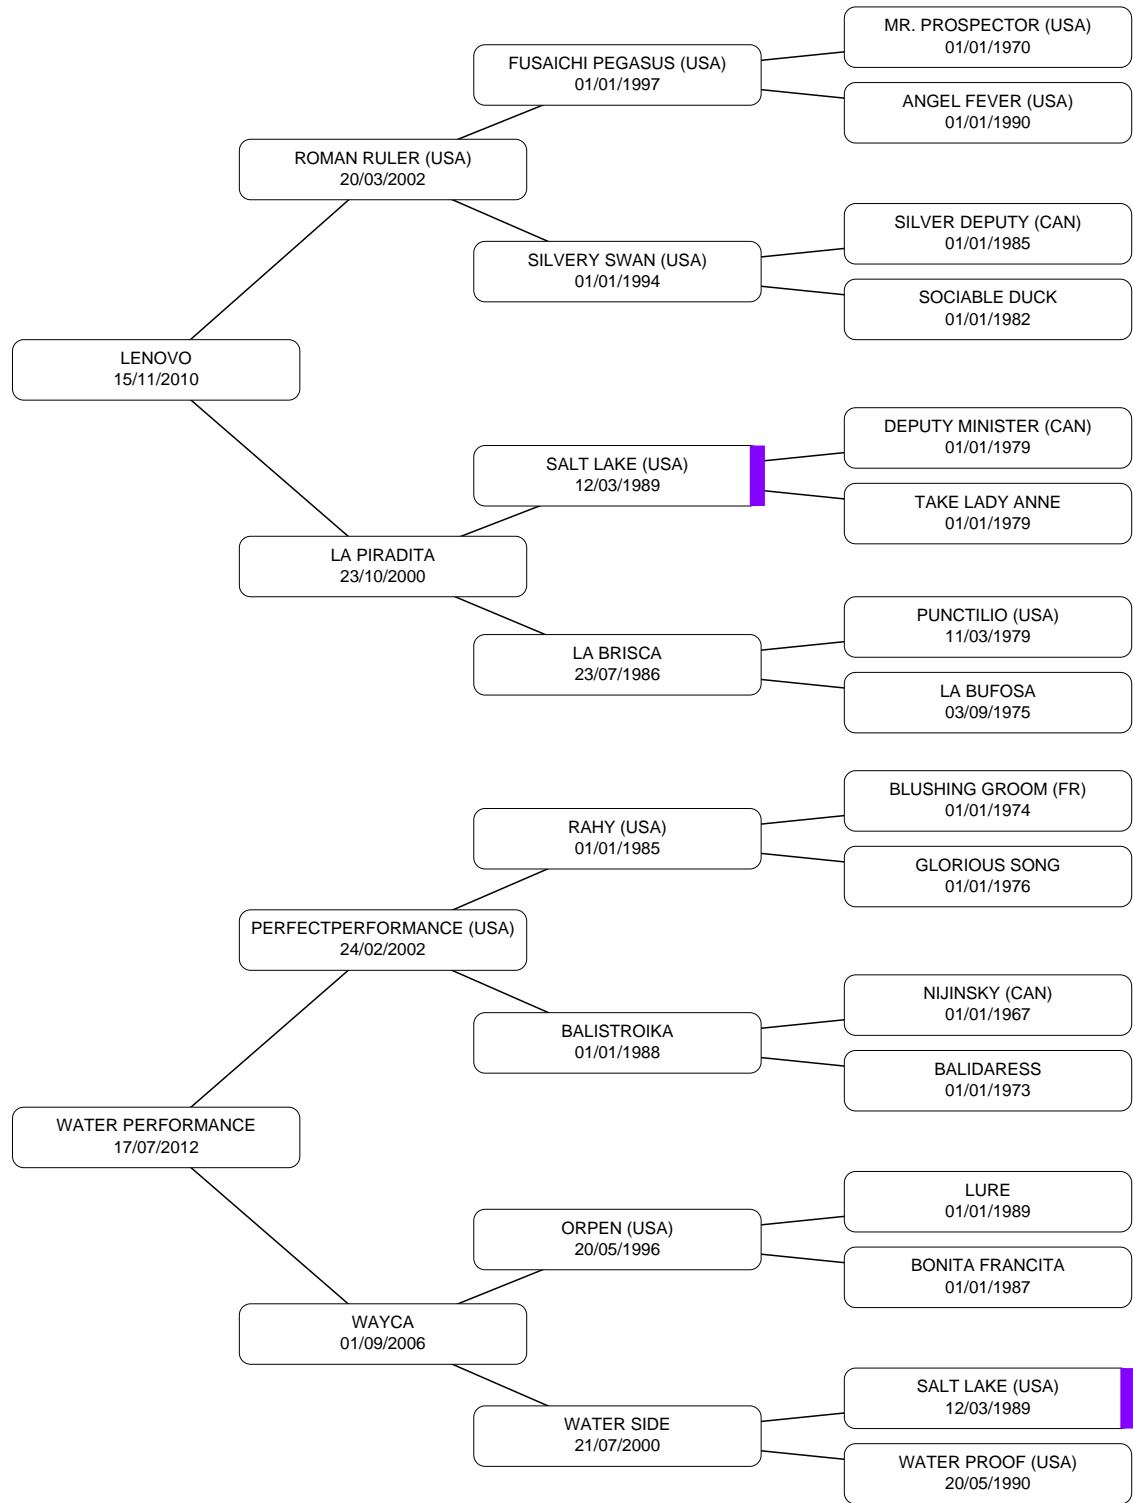 MR. PROSPECTOR (USA)
01/01/1970
FUSAICHI PEGASUS (USA)
01/01/1997
ANGEL FEVER (USA)
01/01/1990
ROMAN RULER (USA)
20/03/2002
SILVER DEPUTY (CAN)
01/01/1985
SILVERY SWAN (USA)
01/01/1994
SOCIABLE DUCK
01/01/1982
LENOVO
15/11/2010
DEPUTY MINISTER (CAN)
01/01/1979
SALT LAKE (USA)
12/03/1989
TAKE LADY ANNE
01/01/1979
LA PIRADITA
23/10/2000
PUNCTILIO (USA)
11/03/1979
LA BRISCA
23/07/1986
LA BUFOSA
03/09/1975
BLUSHING GROOM (FR)
01/01/1974
RAHY (USA)
01/01/1985
GLORIOUS SONG
01/01/1976
PERFECTPERFORMANCE (USA)
24/02/2002
NIJINSKY (CAN)
01/01/1967
BALISTROIKA
01/01/1988
BALIDARESS
01/01/1973
WATER PERFORMANCE
17/07/2012
LURE
01/01/1989
ORPEN (USA)
20/05/1996
BONITA FRANCITA
01/01/1987
WAYCA
01/09/2006
SALT LAKE (USA)
12/03/1989
WATER SIDE
21/07/2000
WATER PROOF (USA)
20/05/1990